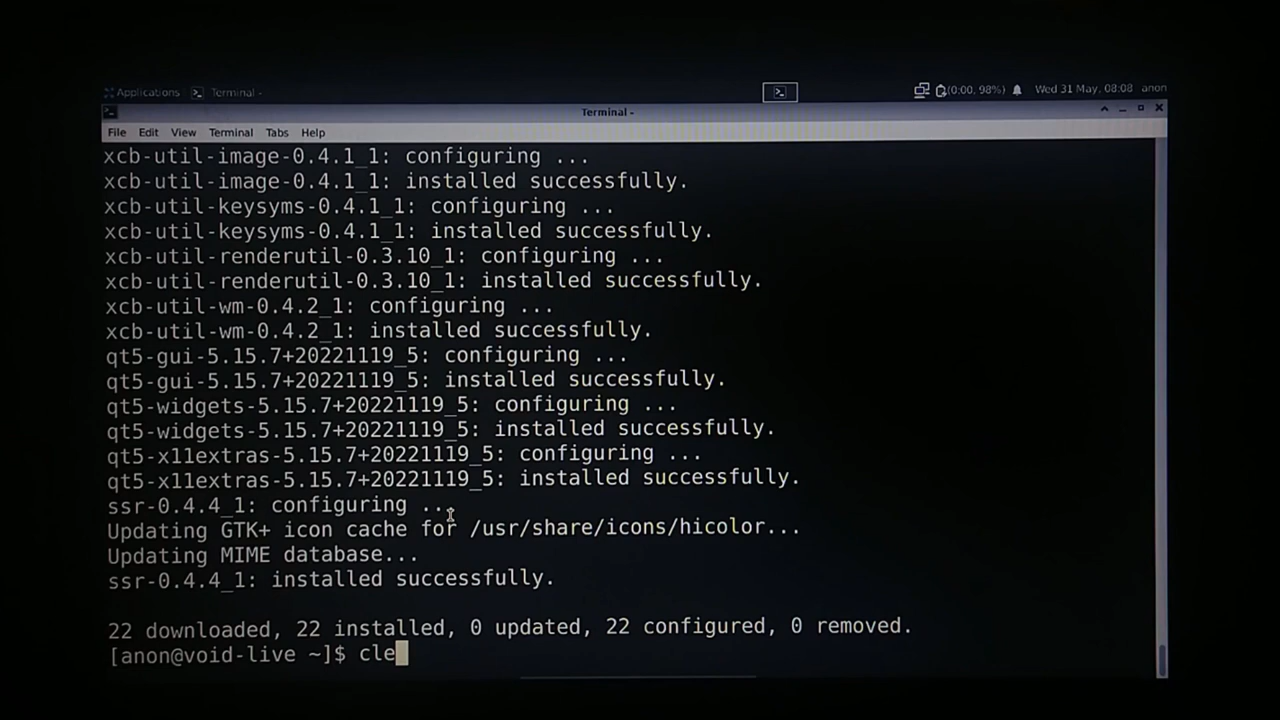 Applications Terminal - (0:00, 98%) Wed 31 May, 08:08 anon
Terminal -
File Edit View Terminal Tabs Help
xcb-util-image-0.4.1_1: configuring ...
xcb-util-image-0.4.1_1: installed successfully.
xcb-util-keysyms-0.4.1_1: configuring ...
xcb-util-keysyms-0.4.1_1: installed successfully.
xcb-util-renderutil-0.3.10_1: configuring ...
xcb-util-renderutil-0.3.10_1: installed successfully.
xcb-util-wm-0.4.2_1: configuring ...
xcb-util-wm-0.4.2_1: installed successfully.
qt5-gui-5.15.7+20221119_5: configuring ...
qt5-gui-5.15.7+20221119_5: installed successfully.
qt5-widgets-5.15.7+20221119_5: configuring ...
qt5-widgets-5.15.7+20221119_5: installed successfully.
qt5-x11extras-5.15.7+20221119_5: configuring ...
qt5-x11extras-5.15.7+20221119_5: installed successfully.
ssr-0.4.4_1: configuring ...
Updating GTK+ icon cache for /usr/share/icons/hicolor...
Updating MIME database...
ssr-0.4.4_1: installed successfully.
22 downloaded, 22 installed, 0 updated, 22 configured, 0 removed.
[anon@void-live ~]$ cle